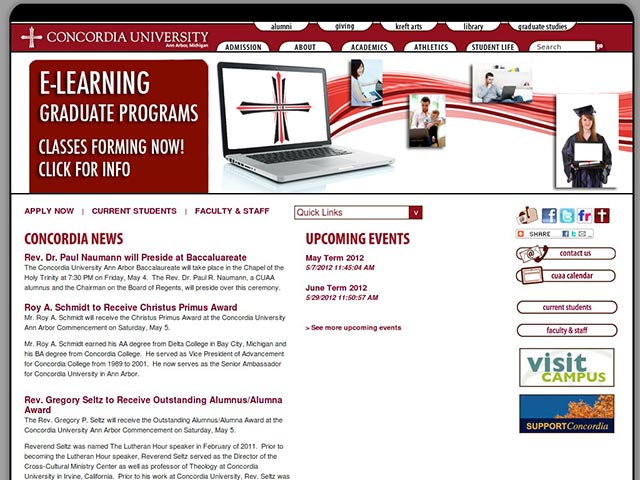 alumni
giving
kreft arts
library
graduate studies
CONCORDIA UNIVERSITY
Ann Arbor, Michigan
ADMISSION
ABOUT
ACADEMICS
ATHLETICS
STUDENT LIFE
Search
go
E-LEARNING
GRADUATE PROGRAMS
CLASSES FORMING NOW!
CLICK FOR INFO
APPLY NOW | CURRENT STUDENTS | FACULTY & STAFF
Quick Links
v
SHARE
CONCORDIA NEWS
Rev. Dr. Paul Naumann will Preside at Baccaluareate
The Concordia University Ann Arbor Baccalaureate will take place in the Chapel of the
Holy Trinity at 7:30 PM on Friday, May 4. The Rev. Dr. Paul R. Naumann, a CUAA
alumnus and the Chairman on the Board of Regents, will preside over this ceremony.
Roy A. Schmidt to Receive Christus Primus Award
Mr. Roy A. Schmidt will receive the Christus Primus Award at the Concordia University
Ann Arbor Commencement on Saturday, May 5.
Mr. Roy A. Schmidt earned his AA degree from Delta College in Bay City, Michigan and
his BA degree from Concordia College. He served as Vice President of Advancement
for Concordia College from 1989 to 2001. He now serves as the Senior Ambassador
for Concordia University in Ann Arbor.
Rev. Gregory Seltz to Receive Outstanding Alumnus/Alumna
Award
The Rev. Gregory P. Seltz will receive the Outstanding Alumnus/Alumna Award at the
Concordia University Ann Arbor Commencement on Saturday, May 5.
Reverend Seltz was named The Lutheran Hour speaker in February of 2011. Prior to
becoming the Lutheran Hour speaker, Reverend Seltz served as the Director of the
Cross-Cultural Ministry Center as well as professor of Theology at Concordia
University in Irvine, California. Prior to his work at Concordia University, Rev. Seltz was
UPCOMING EVENTS
May Term 2012
5/7/2012 11:45:04 AM
June Term 2012
5/29/2012 11:50:57 AM
> See more upcoming events
contact us
cuaa calendar
current students
faculty & staff
visit
CAMPUS
SUPPORT Concordia